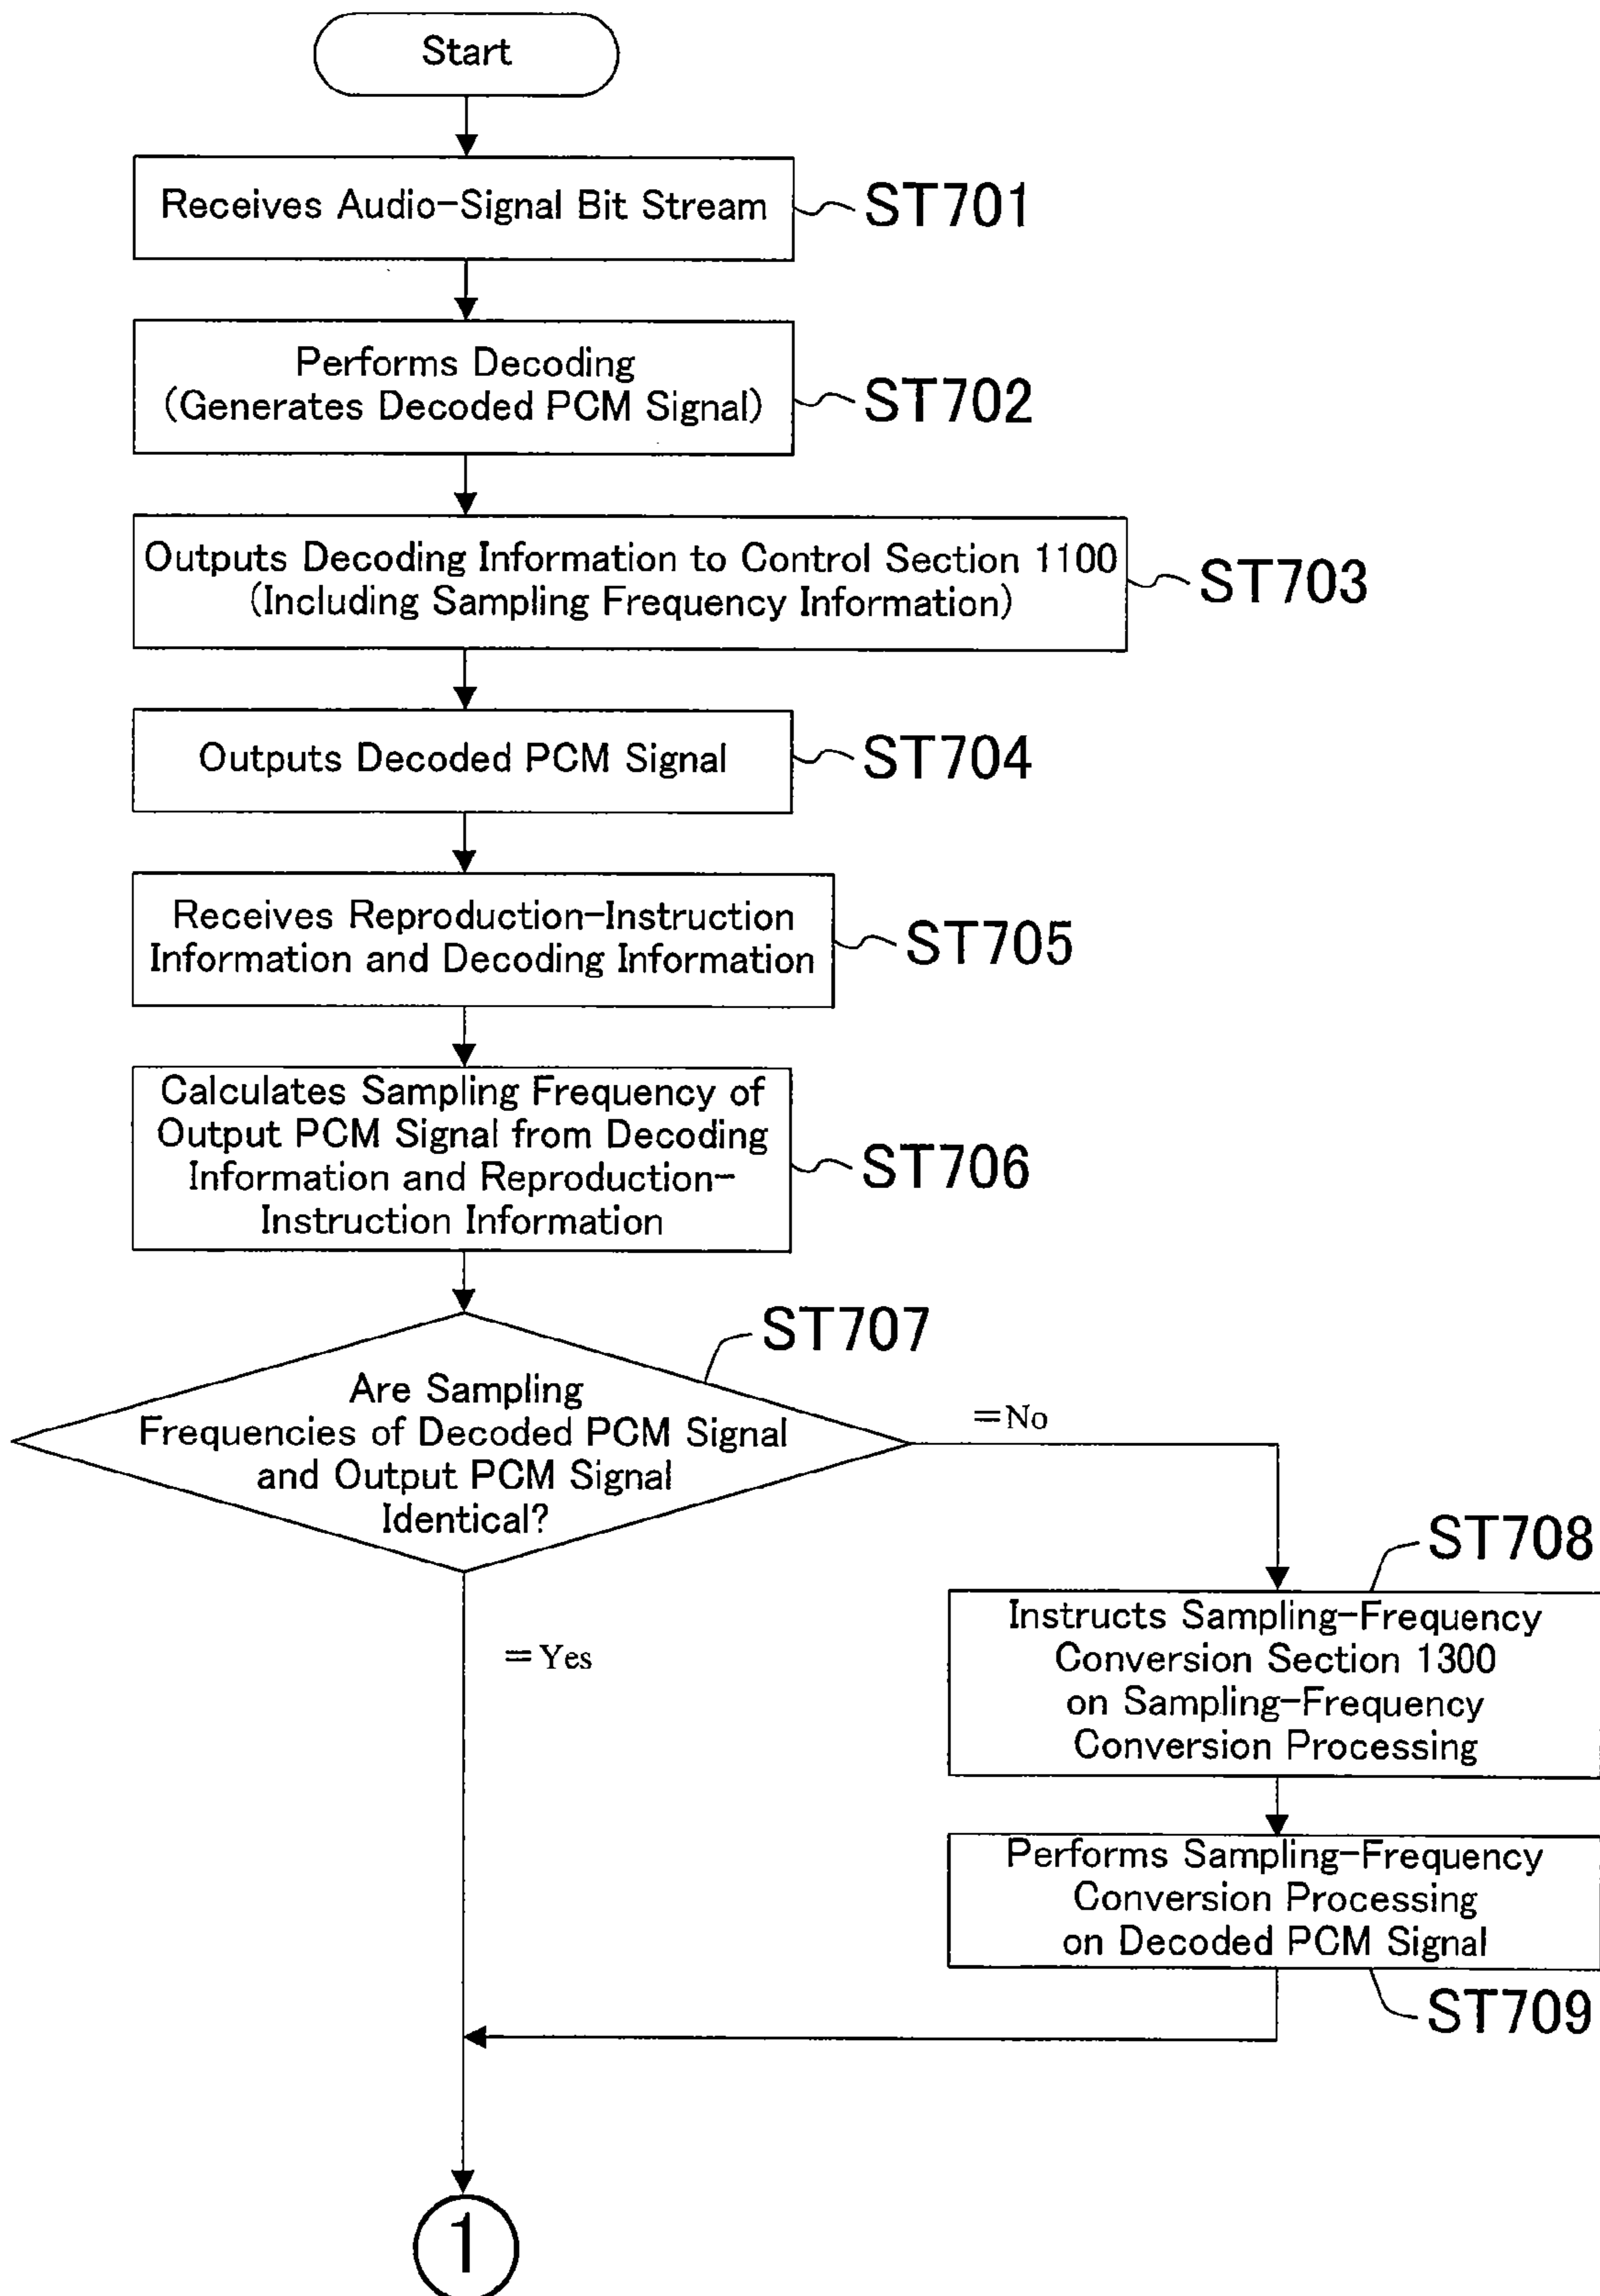 Start
Receives Audio-Signal Bit Stream
ST701
Performs Decoding
(Generates Decoded PCM Signal)
ST702
Outputs Decoding Information to Control Section 1100
(Including Sampling Frequency Information)
ST703
Outputs Decoded PCM Signal
ST704
Receives Reproduction-Instruction
Information and Decoding Information
ST705
Calculates Sampling Frequency of
Output PCM Signal from Decoding
Information and Reproduction-
Instruction Information
ST706
ST707
Are Sampling
Frequencies of Decoded PCM Signal
and Output PCM Signal
Identical?
=No
=Yes
ST708
Instructs Sampling-Frequency
Conversion Section 1300
on Sampling-Frequency
Conversion Processing
Performs Sampling-Frequency
Conversion Processing
on Decoded PCM Signal
ST709
1